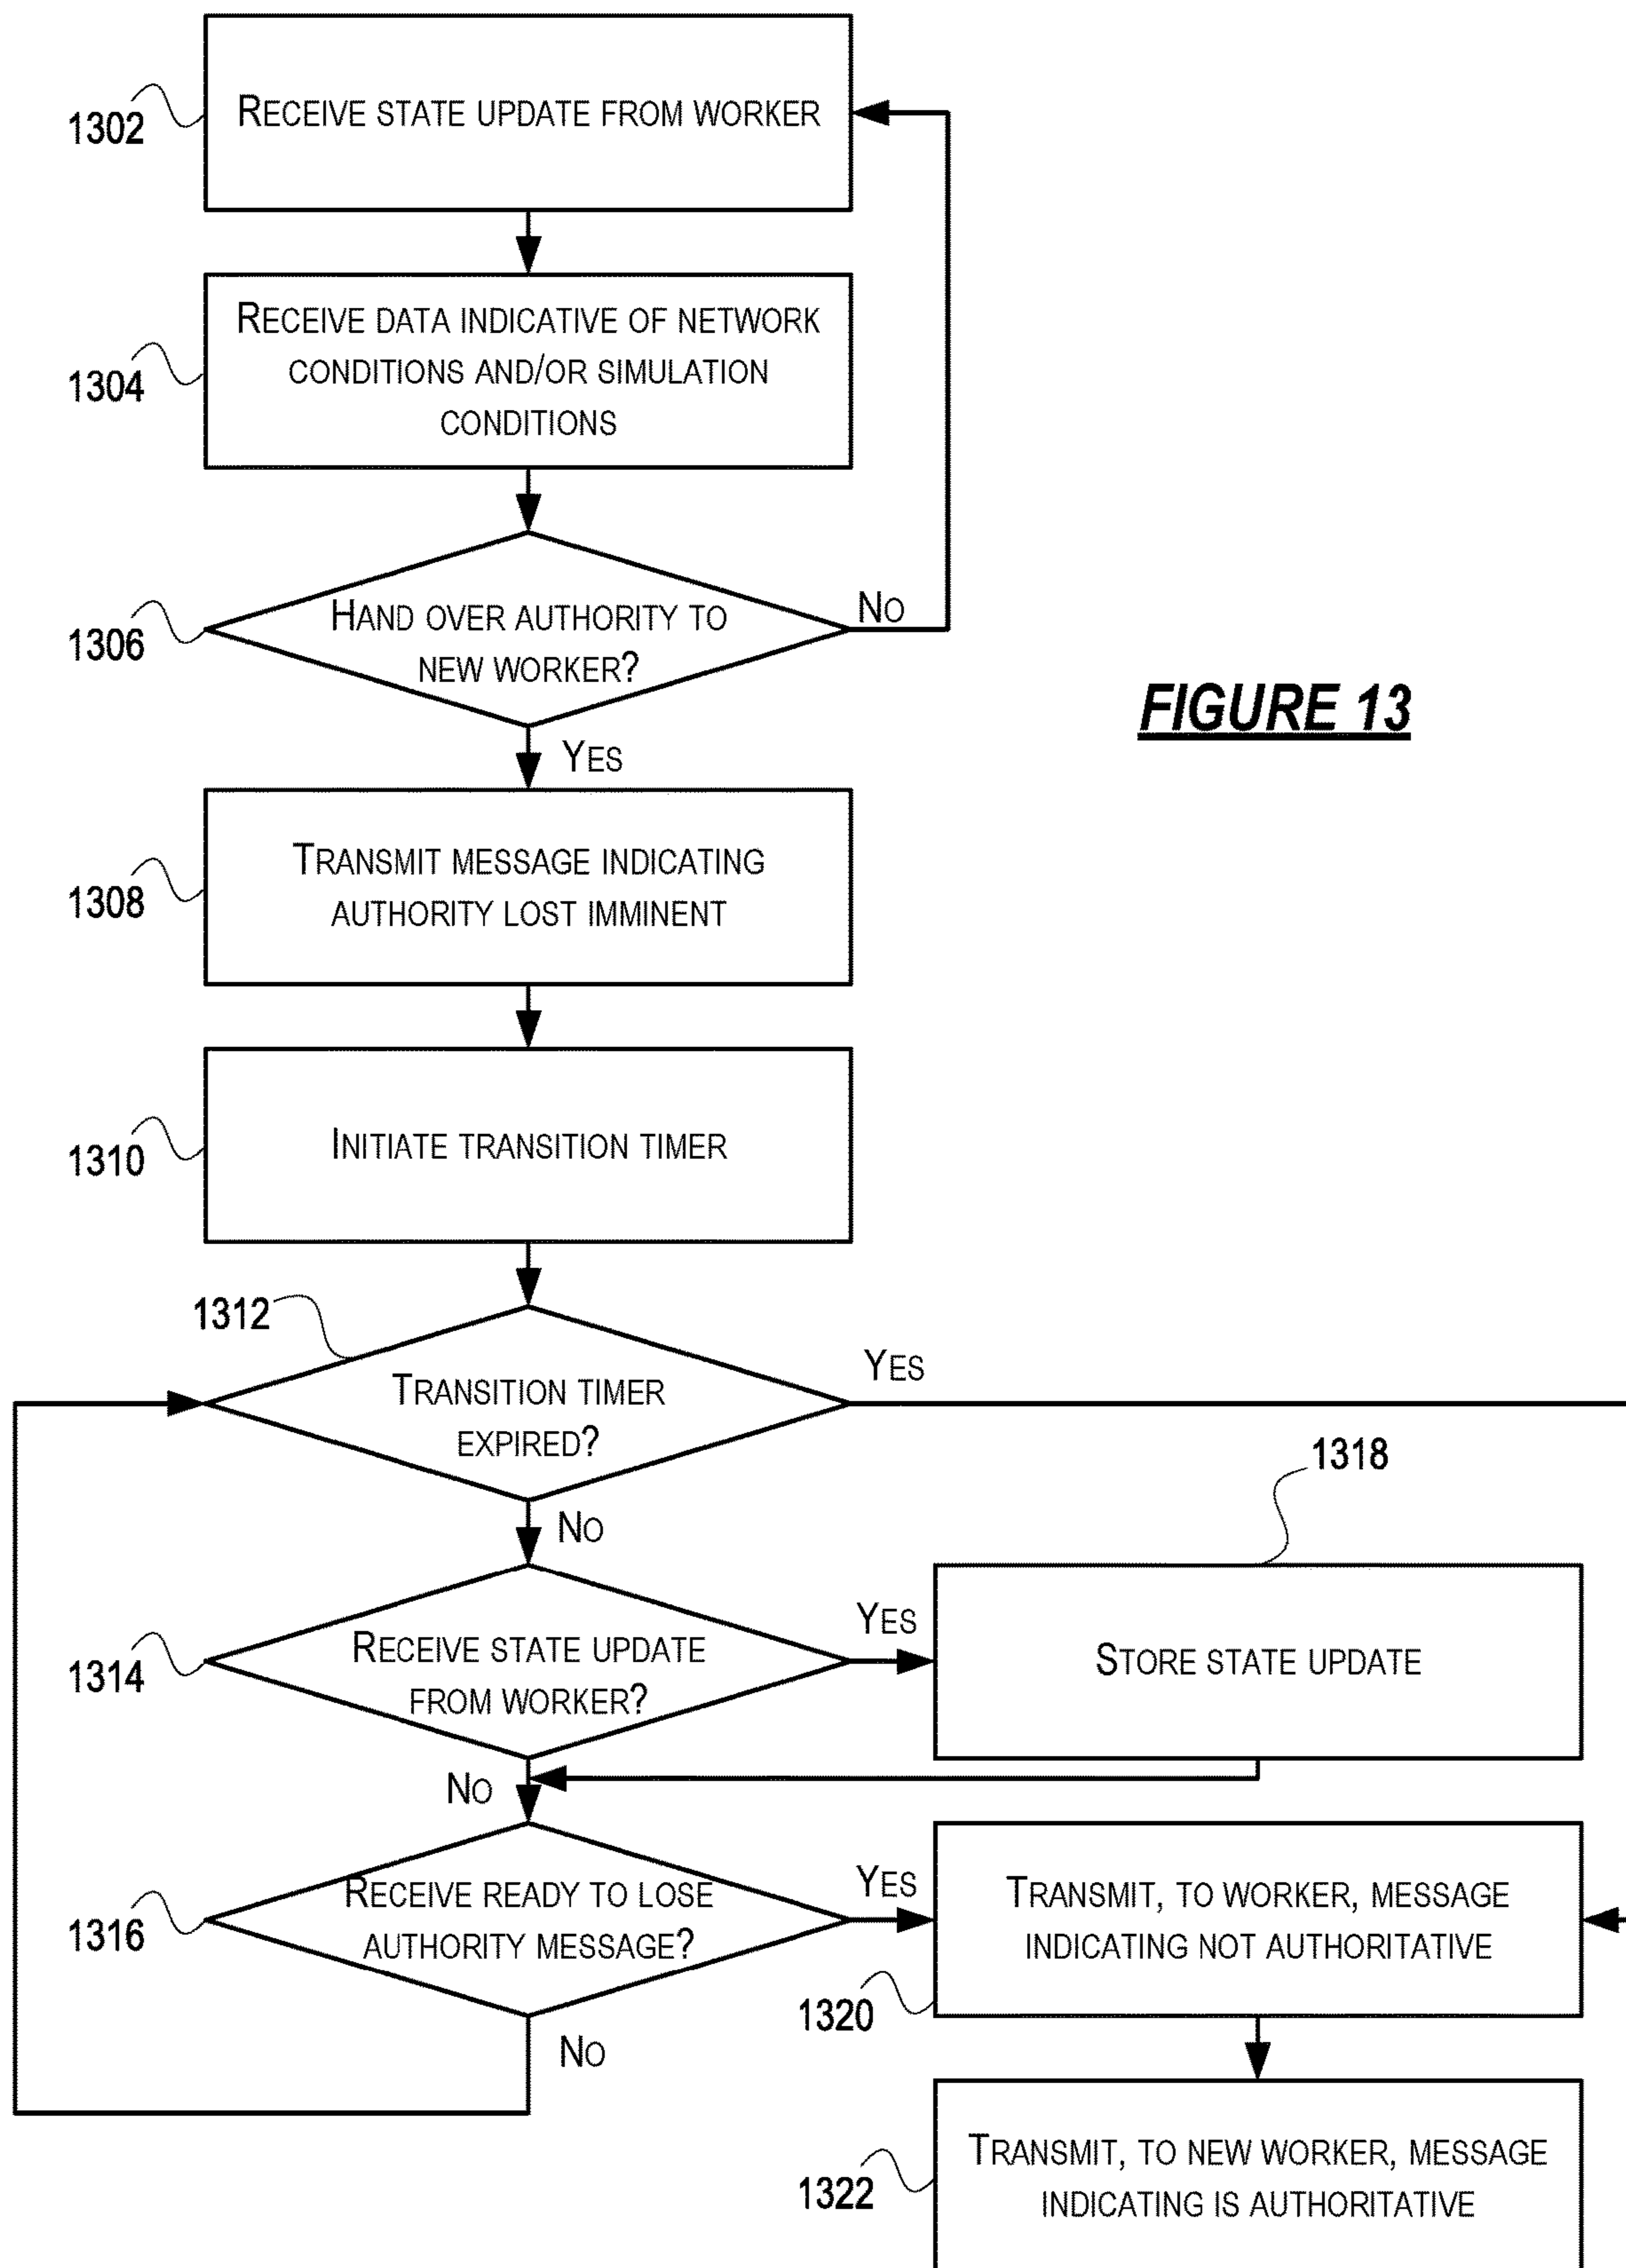 1302
RECEIVE STATE UPDATE FROM WORKER
1304
RECEIVE DATA INDICATIVE OF NETWORK
CONDITIONS AND/OR SIMULATION
CONDITIONS
1306
HAND OVER AUTHORITY TO
NEW WORKER?
NO
YES
FIGURE 13
1308
TRANSMIT MESSAGE INDICATING
AUTHORITY LOST IMMINENT
1310
INITIATE TRANSITION TIMER
1312
TRANSITION TIMER
EXPIRED?
YES
NO
1314
RECEIVE STATE UPDATE
FROM WORKER?
YES
NO
1318
STORE STATE UPDATE
1316
RECEIVE READY TO LOSE
AUTHORITY MESSAGE?
YES
NO
1320
TRANSMIT, TO WORKER, MESSAGE
INDICATING NOT AUTHORITATIVE
1322
TRANSMIT, TO NEW WORKER, MESSAGE
INDICATING IS AUTHORITATIVE